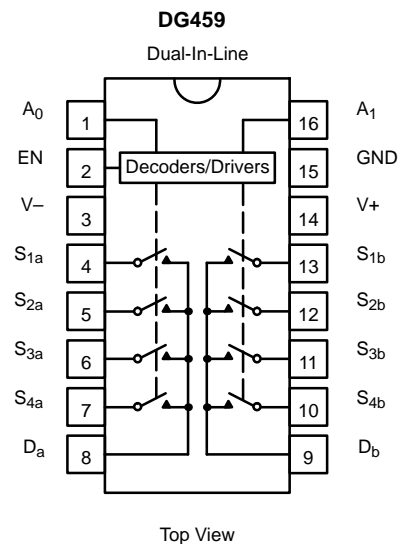 DG459
Dual-In-Line
A0 1 16 A1
EN 2 Decoders/Drivers 15 GND
V– 3 14 V+
S1a 4 13 S1b
S2a 5 12 S2b
S3a 6 11 S3b
S4a 7 10 S4b
Da 8 9 Db
Top View